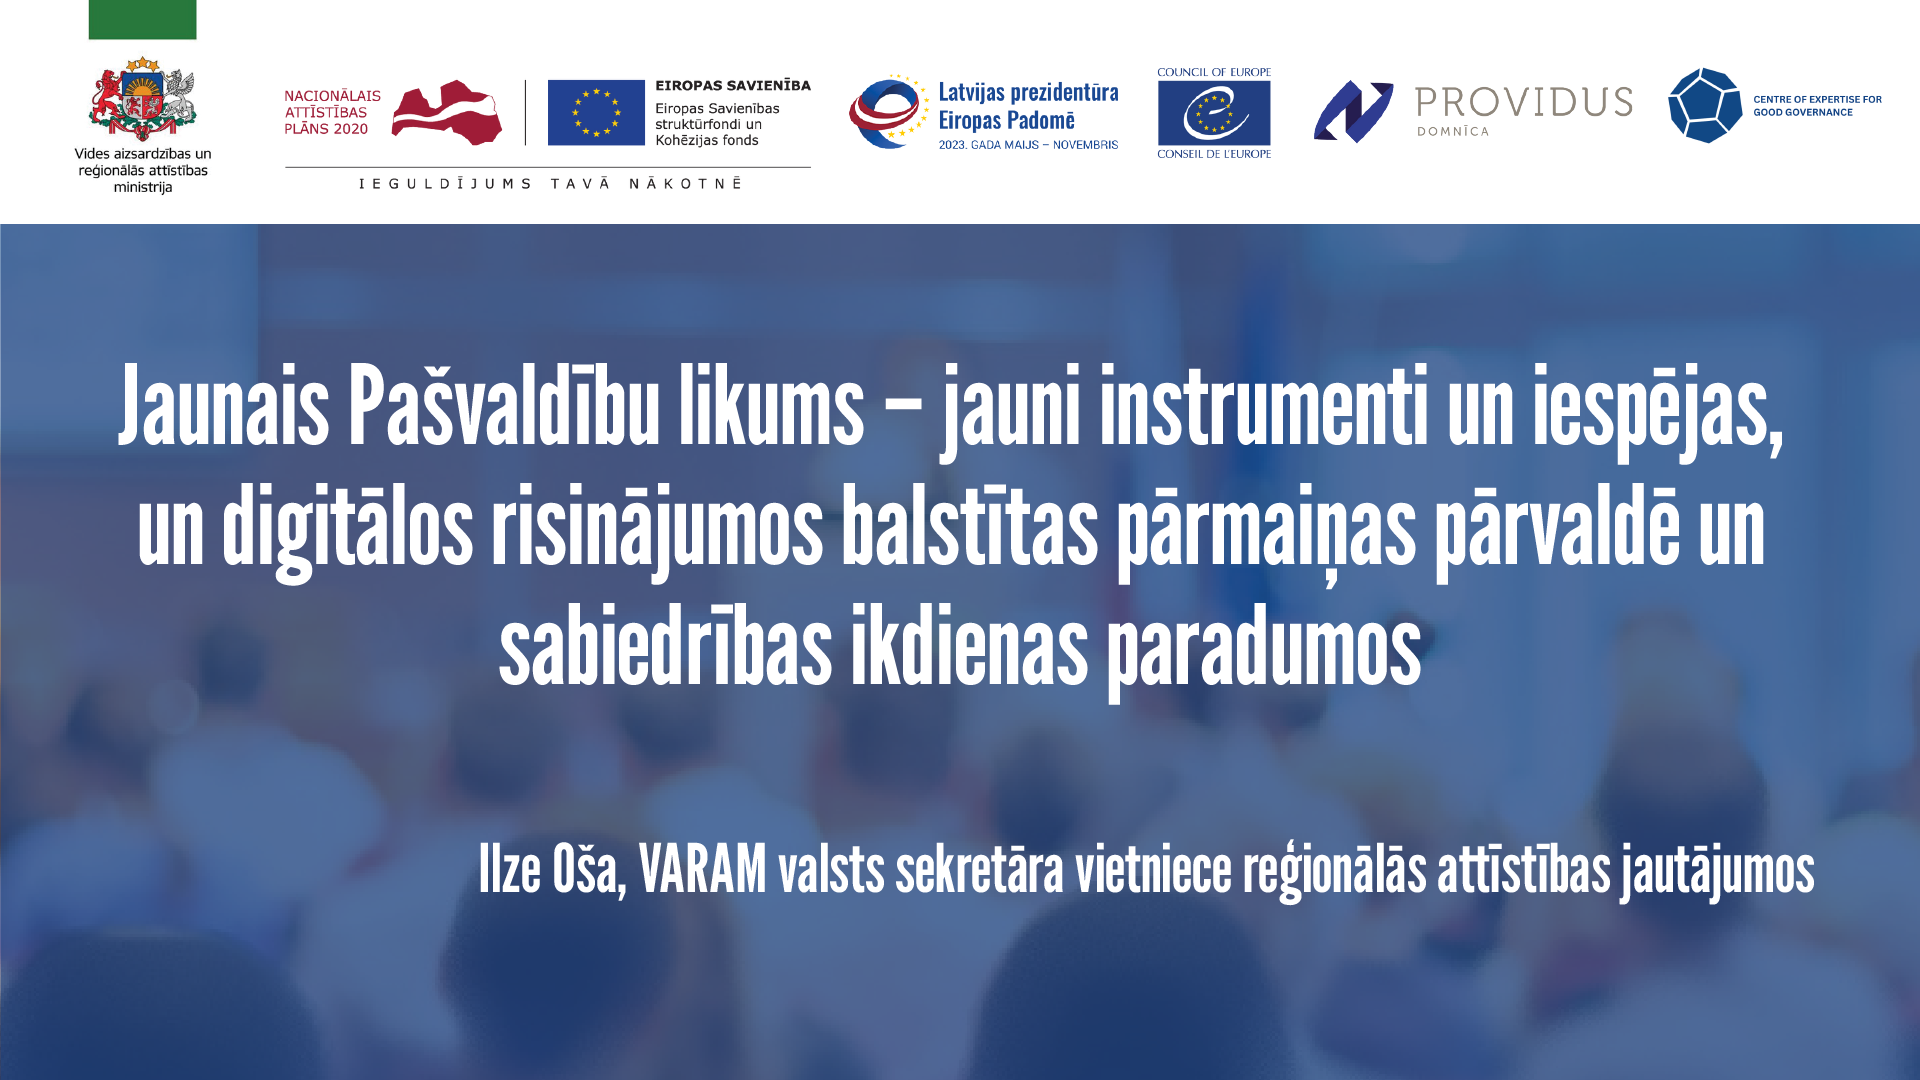 Vides aizsardzības un
reģionālās attīstības
ministrija
NACIONĀLAIS
ATTĪSTĪBAS
PLĀNS 2020
EIROPAS SAVIENĪBA
Eiropas Savienības
struktūrfondi un
Kohēzijas fonds
IEGULDĪJUMS TAVĀ NĀKOTNĒ
Latvijas prezidentūra
Eiropas Padomē
2023. GADA MAIJS – NOVEMBRIS
COUNCIL OF EUROPE
CONSEIL DE L'EUROPE
PROVIDUS
DOMNĪCA
CENTRE OF EXPERTISE FOR
GOOD GOVERNANCE
Jaunais Pašvaldību likums – jauni instrumenti un iespējas,
un digitālos risinājumos balstītas pārmaiņas pārvaldē un
sabiedrības ikdienas paradumos
Ilze Oša, VARAM valsts sekretāra vietniece reģionālās attīstības jautājumos